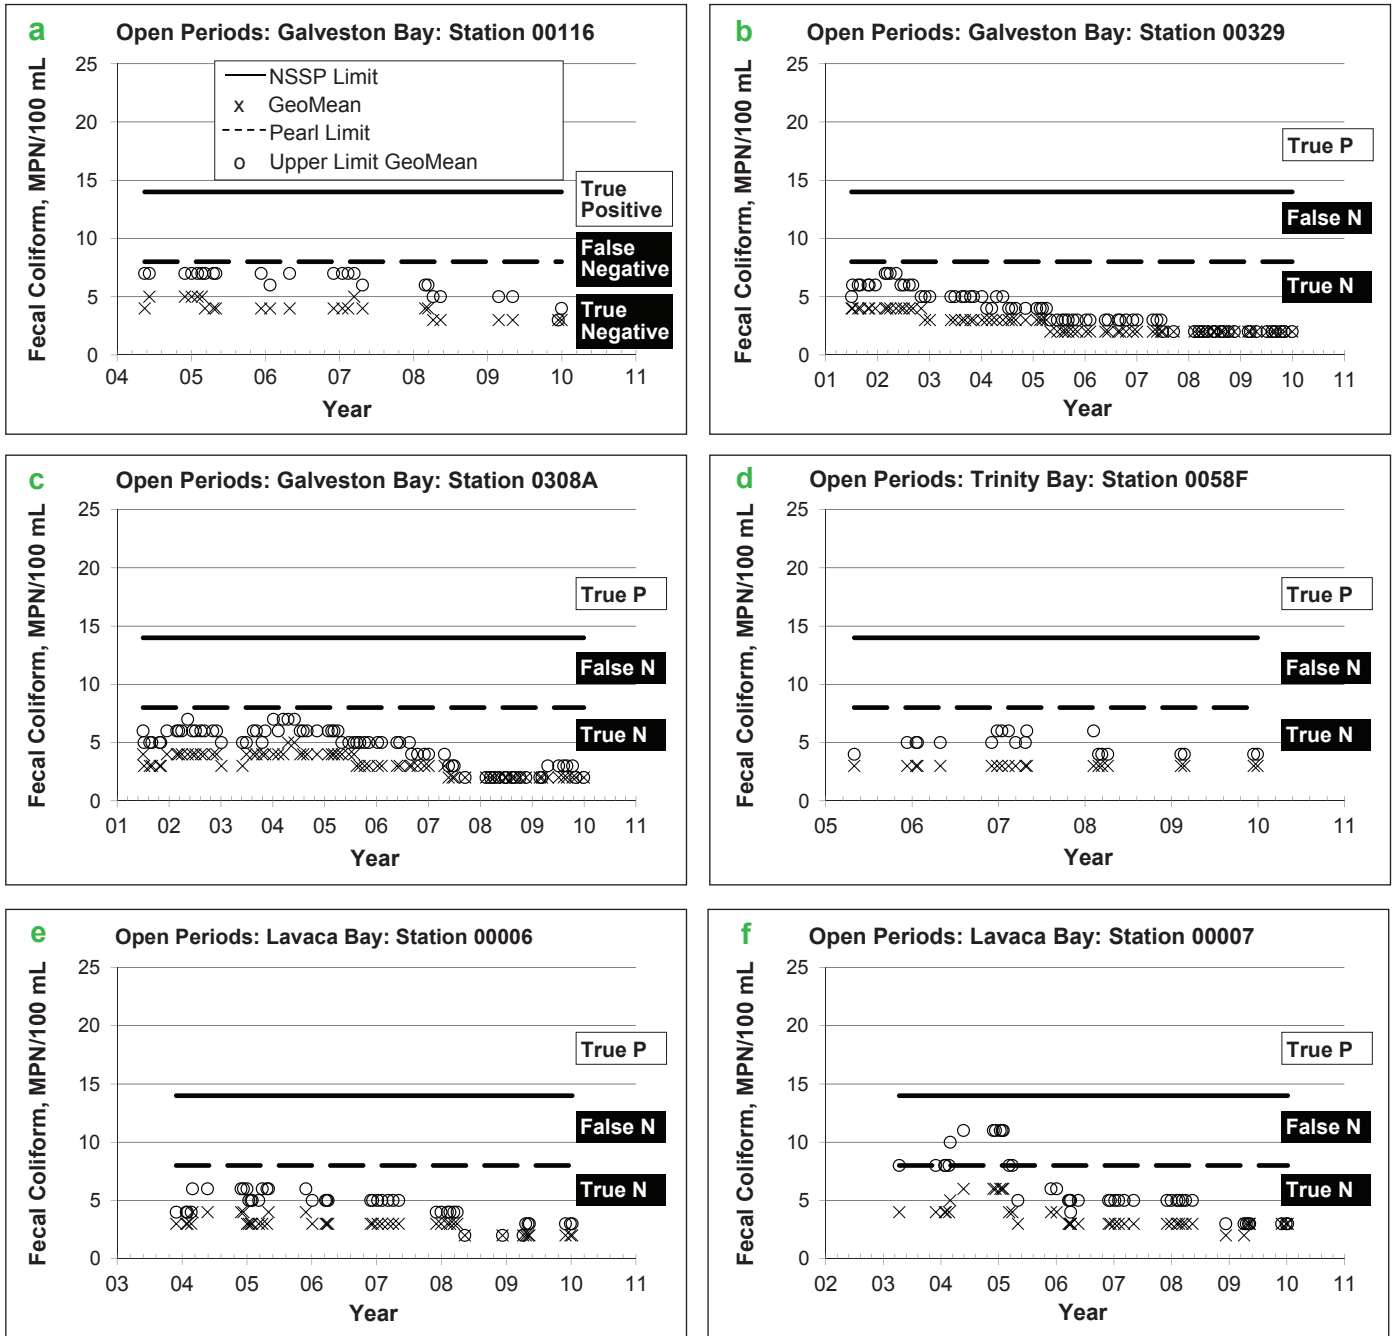 a
Open Periods: Galveston Bay: Station 00116
Fecal Coliform, MPN/100 mL
25
20
15
10
5
0
NSSP Limit
x GeoMean
Pearl Limit
o Upper Limit GeoMean
True
Positive
False
Negative
True
Negative
04 05 06 07 08 09 10 11
Year
b
Open Periods: Galveston Bay: Station 00329
Fecal Coliform, MPN/100 mL
25
20
15
10
5
0
True P
False N
True N
01 02 03 04 05 06 07 08 09 10 11
Year
c
Open Periods: Galveston Bay: Station 0308A
Fecal Coliform, MPN/100 mL
25
20
15
10
5
0
True P
False N
True N
01 02 03 04 05 06 07 08 09 10 11
Year
d
Open Periods: Trinity Bay: Station 0058F
Fecal Coliform, MPN/100 mL
25
20
15
10
5
0
True P
False N
True N
05 06 07 08 09 10 11
Year
e
Open Periods: Lavaca Bay: Station 00006
Fecal Coliform, MPN/100 mL
25
20
15
10
5
0
True P
False N
True N
03 04 05 06 07 08 09 10 11
Year
f
Open Periods: Lavaca Bay: Station 00007
Fecal Coliform, MPN/100 mL
25
20
15
10
5
0
True P
False N
True N
02 03 04 05 06 07 08 09 10 11
Year